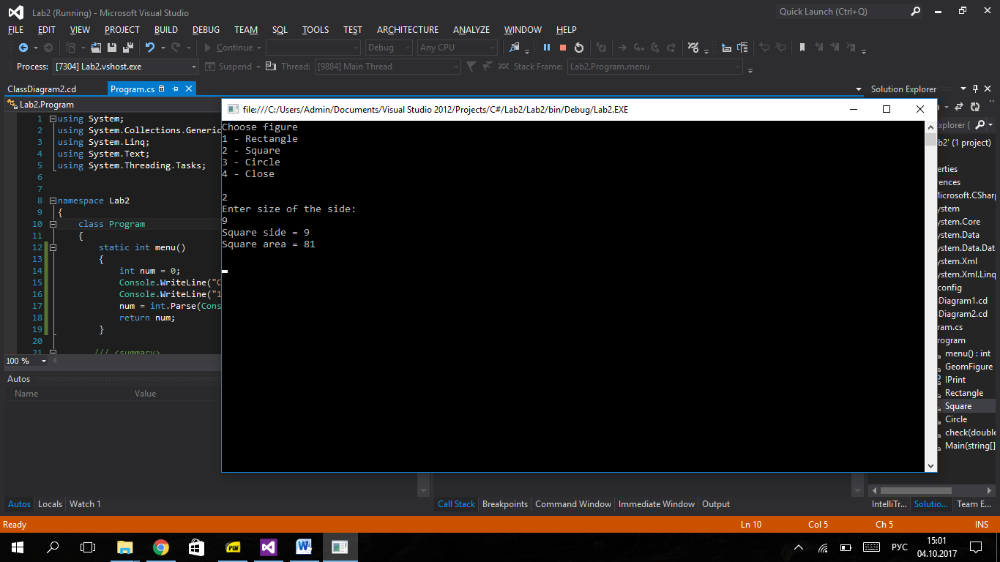 Lab2 (Running) - Microsoft Visual Studio
Quick Launch (Ctrl+Q)
FILE EDIT VIEW PROJECT BUILD DEBUG TEAM SQL TOOLS TEST ARCHITECTURE ANALYZE WINDOW HELP
Continue Debug Any CPU
Process: [7304] Lab2.vshost.exe Suspend Thread: [9884] Main Thread Stack Frame: Lab2.Program.menu
ClassDiagram2.cd Program.cs
Lab2.Program
1 using System;
2 using System.Collections.Generic
3 using System.Linq;
4 using System.Text;
5 using System.Threading.Tasks;
6
7
8 namespace Lab2
9 {
10 class Program
11 {
12 static int menu()
13 {
14 int num = 0;
15 Console.WriteLine("C
16 Console.WriteLine("1
17 num = int.Parse(Cons
18 return num;
19 }
20
21 /// <summary>
100 %
file:///C:/Users/Admin/Documents/Visual Studio 2012/Projects/C#/Lab2/Lab2/bin/Debug/Lab2.EXE
Choose figure
1 - Rectangle
2 - Square
3 - Circle
4 - Close
2
Enter size of the side:
9
Square side = 9
Square area = 81
Solution Explorer
xplorer (
b2' (1 project)
erties
rences
Microsoft.CSharp
ystem
ystem.Core
ystem.Data
ystem.Data.Dat
ystem.Xml
ystem.Xml.Linq
config
Diagram1.cd
Diagram2.cd
ram.cs
rogram
menu() : int
GeomFigure
IPrint
Rectangle
Square
Circle
check(double
Main(string[]
Autos
Name Value
Autos Locals Watch 1
Call Stack Breakpoints Command Window Immediate Window Output
IntelliTr... Solutio... Team E...
Ready Ln 10 Col 5 Ch 5 INS
PDF
РУС
15:01
04.10.2017